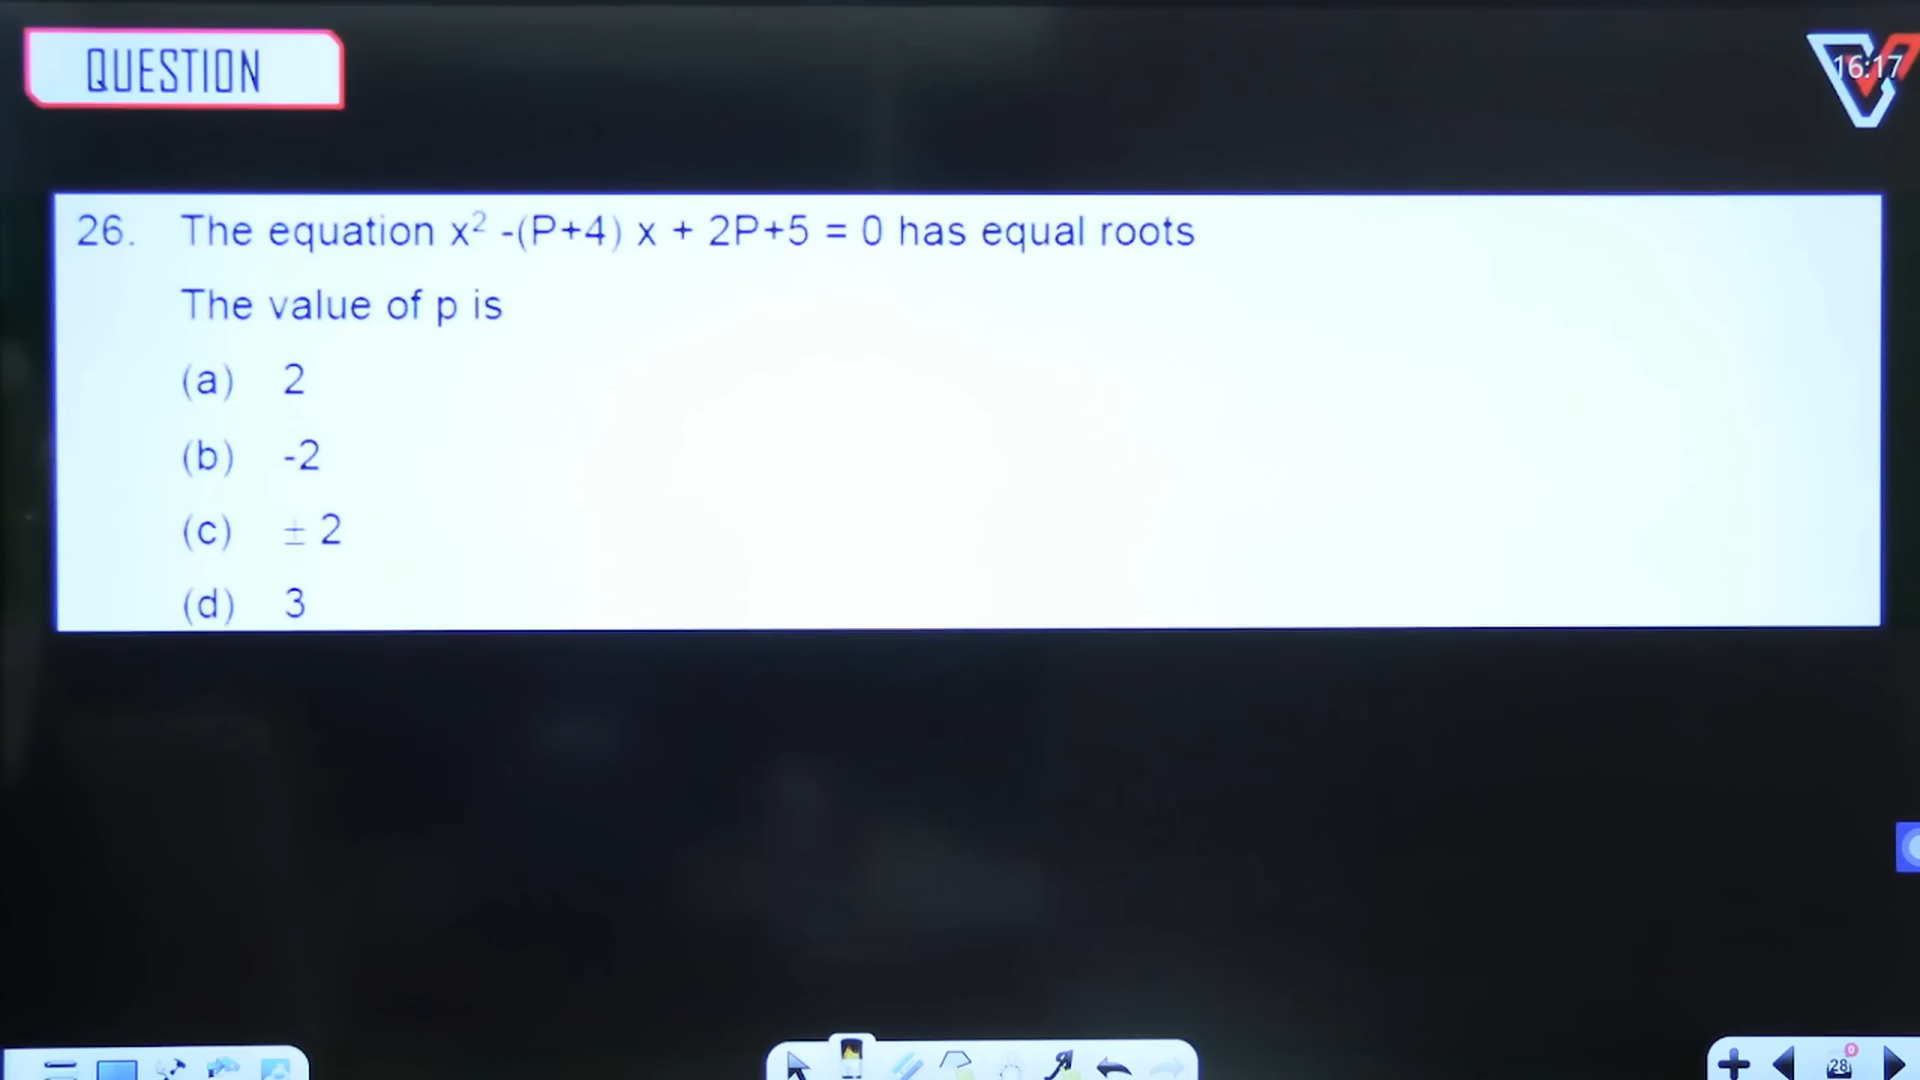 QUESTION
16:17
26. The equation x² -(P+4) x + 2P+5 = 0 has equal roots
The value of p is
(a) 2
(b) -2
(c) ± 2
(d) 3
0
28